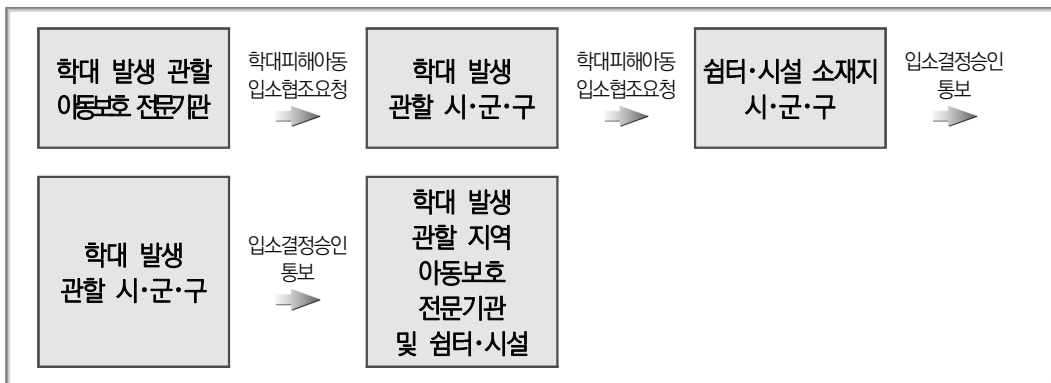 학대 발생 관할
아동보호 전문기관
학대피해아동
입소협조요청
학대 발생
관할 시·군·구
학대피해아동
입소협조요청
쉼터·시설 소재지
시·군·구
입소결정승인
통보
학대 발생
관할 시·군·구
입소결정승인
통보
학대 발생
관할 지역
아동보호
전문기관
및 쉼터·시설